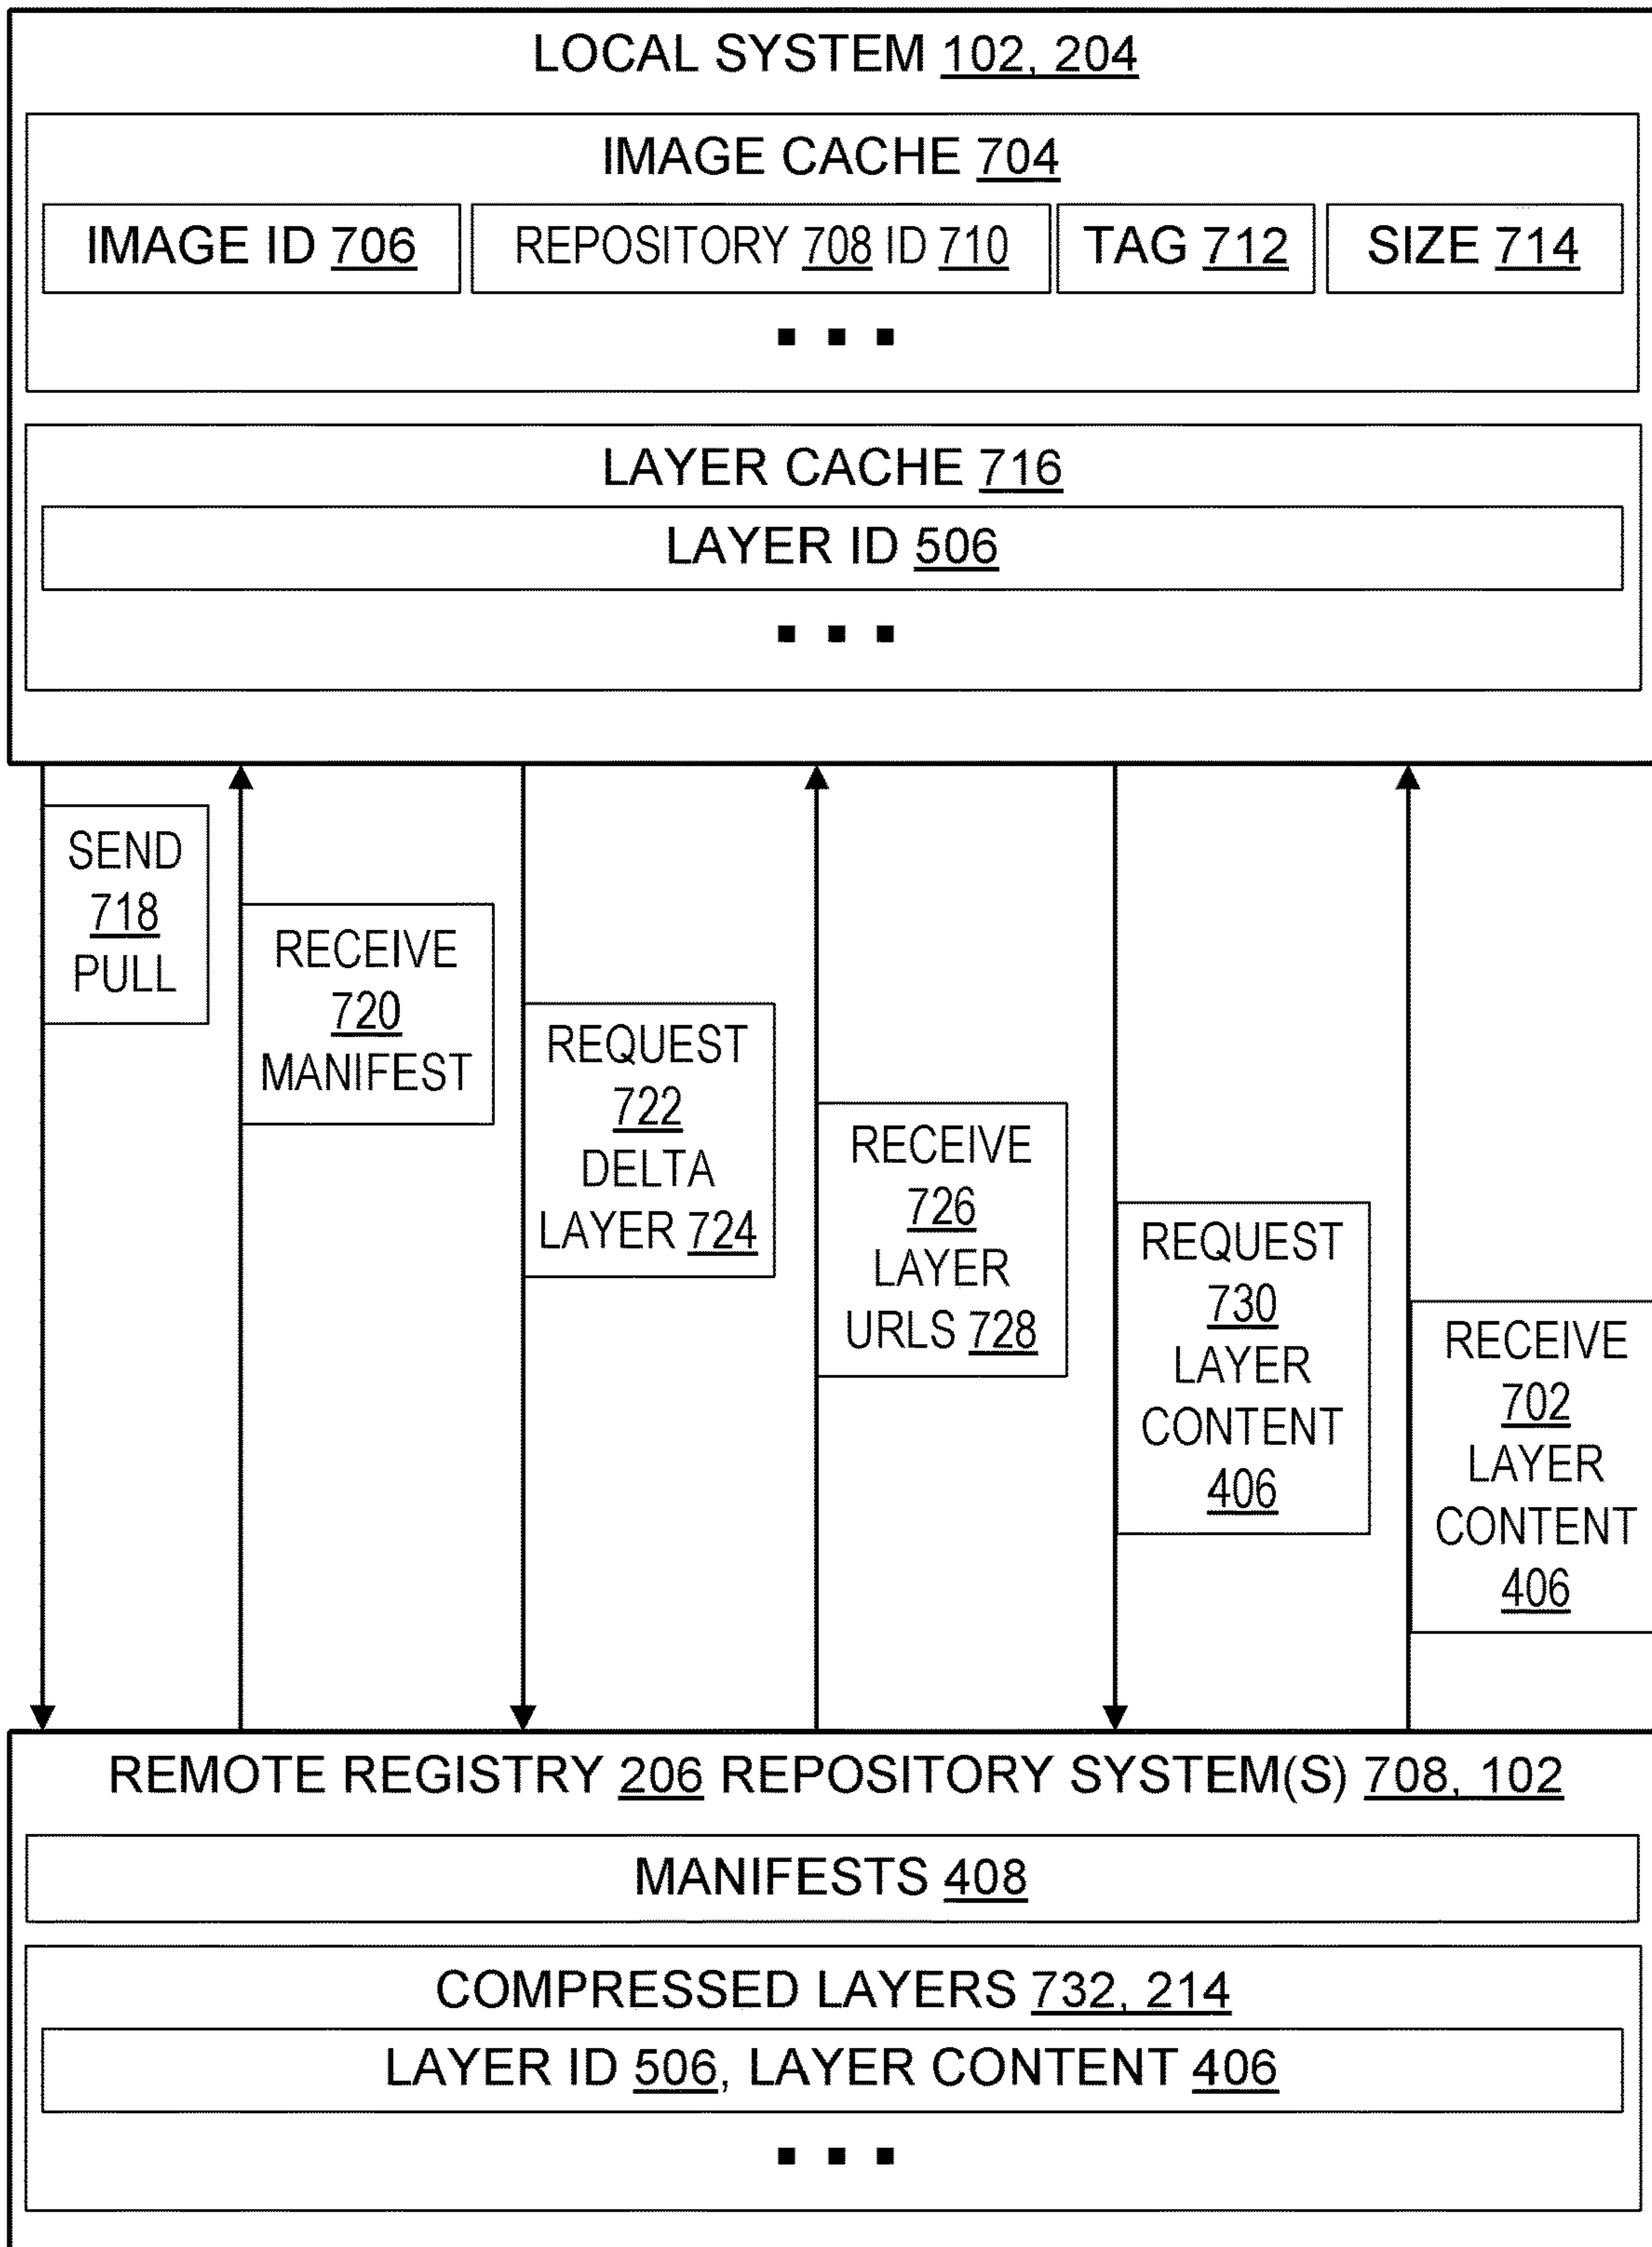 LOCAL SYSTEM 102, 204
IMAGE CACHE 704
IMAGE ID 706
REPOSITORY 708 ID 710
TAG 712
SIZE 714
LAYER CACHE 716
LAYER ID 506
SEND
718
PULL
RECEIVE
720
MANIFEST
REQUEST
722
DELTA
LAYER 724
RECEIVE
726
LAYER
URLS 728
REQUEST
730
LAYER
CONTENT
406
RECEIVE
702
LAYER
CONTENT
406
REMOTE REGISTRY 206 REPOSITORY SYSTEM(S) 708, 102
MANIFESTS 408
COMPRESSED LAYERS 732, 214
LAYER ID 506, LAYER CONTENT 406